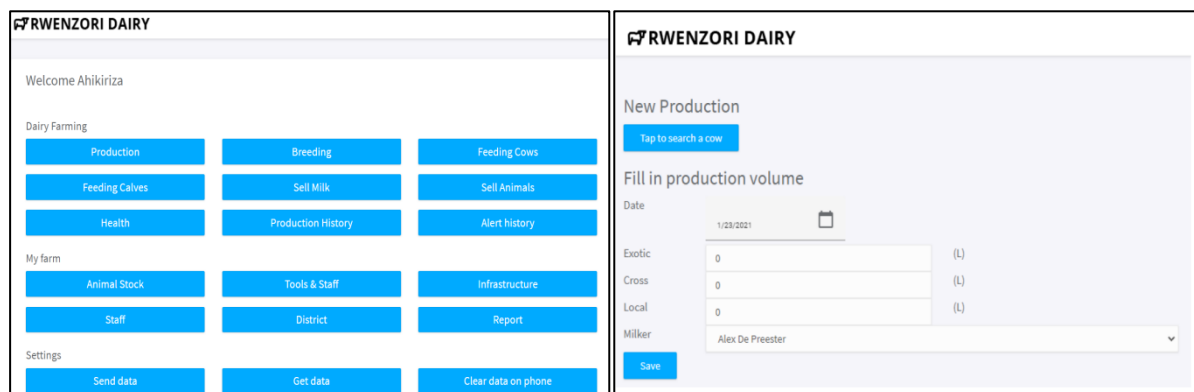 RWENZORI DAIRY
Welcome Ahikiriza
Dairy Farming
Production Breeding Feeding Cows
Feeding Calves Sell Milk Sell Animals
Health Production History Alert history
My farm
Animal Stock Tools & Staff Infrastructure
Staff District Report
Settings
Send data Get data Clear data on phone
RWENZORI DAIRY
New Production
Tap to search a cow
Fill in production volume
Date 1/23/2021
Exotic 0 (L)
Cross 0 (L)
Local 0 (L)
Milker Alex De Preester
Save